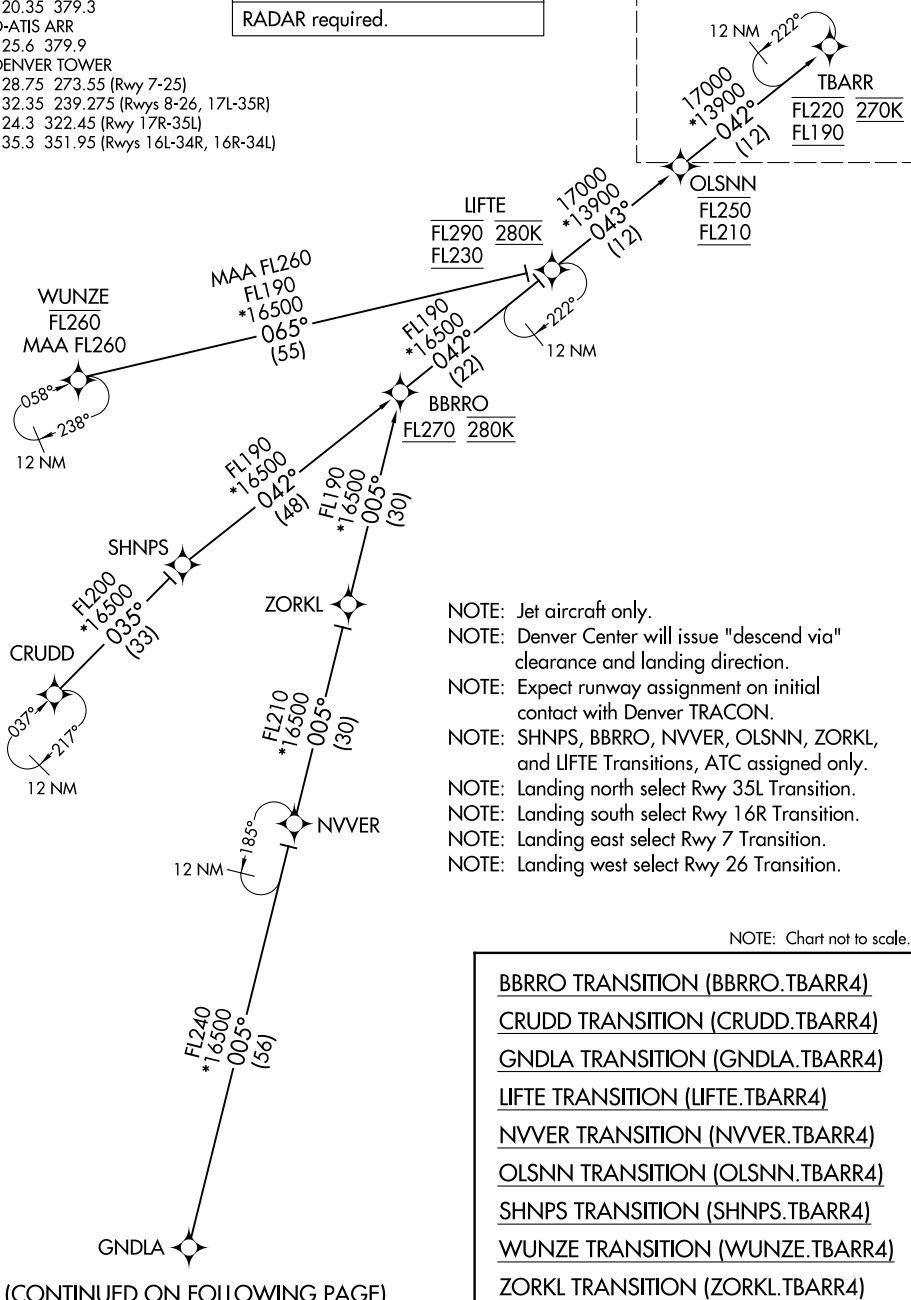 20.35 379.3
-ATIS ARR
25.6 379.9
DENVER TOWER
28.75 273.55 (Rwy 7-25)
32.35 239.275 (Rwys 8-26, 17L-35R)
24.3 322.45 (Rwy 17R-35L)
35.3 351.95 (Rwys 16L-34R, 16R-34L)
RADAR required.
12 NM
222°
TBARR
FL220 270K
FL190
17000
*13900
042°
(12)
OLSNN
FL250
FL210
17000
*13900
043°
(12)
LIFTE
FL290 280K
FL230
222°
12 NM
MAA FL260
FL190
*16500
065°
(55)
WUNZE
FL260
MAA FL260
058°
238°
12 NM
FL190
*16500
042°
(22)
BBRRO
FL270 280K
FL190
*16500
042°
(48)
FL190
*16500
005°
(30)
SHNPS
ZORKL
FL200
*16500
035°
(33)
CRUDD
037°
217°
12 NM
FL210
*16500
005°
(30)
NVVER
185°
12 NM
FL240
*16500
005°
(56)
GNDLA
NOTE: Jet aircraft only.
NOTE: Denver Center will issue "descend via"
clearance and landing direction.
NOTE: Expect runway assignment on initial
contact with Denver TRACON.
NOTE: SHNPS, BBRRO, NVVER, OLSNN, ZORKL,
and LIFTE Transitions, ATC assigned only.
NOTE: Landing north select Rwy 35L Transition.
NOTE: Landing south select Rwy 16R Transition.
NOTE: Landing east select Rwy 7 Transition.
NOTE: Landing west select Rwy 26 Transition.
NOTE: Chart not to scale.
BBRRO TRANSITION (BBRRO.TBARR4)
CRUDD TRANSITION (CRUDD.TBARR4)
GNDLA TRANSITION (GNDLA.TBARR4)
LIFTE TRANSITION (LIFTE.TBARR4)
NVVER TRANSITION (NVVER.TBARR4)
OLSNN TRANSITION (OLSNN.TBARR4)
SHNPS TRANSITION (SHNPS.TBARR4)
WUNZE TRANSITION (WUNZE.TBARR4)
ZORKL TRANSITION (ZORKL.TBARR4)
(CONTINUED ON FOLLOWING PAGE)